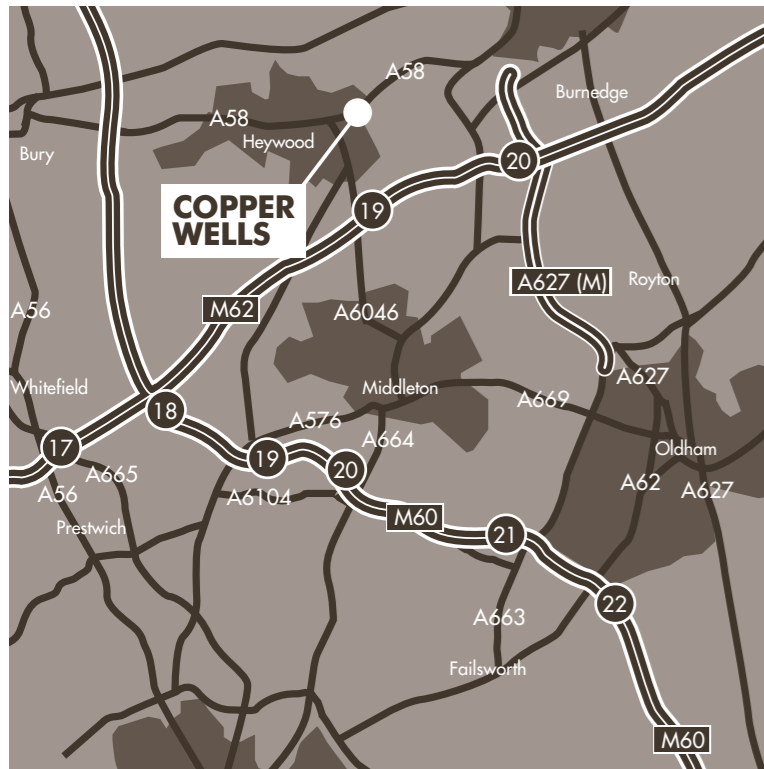 A58
Burnedge
A58
Heywood
Bury
20
COPPER
WELLS
19
A627 (M)
Royton
M62
A56
A6046
Whitefield
Middleton
A627
18
A576
A669
17
A664
Oldham
19
20
A665
A62
A627
A56
A6104
M60
Prestwich
21
22
A663
Failsworth
M60